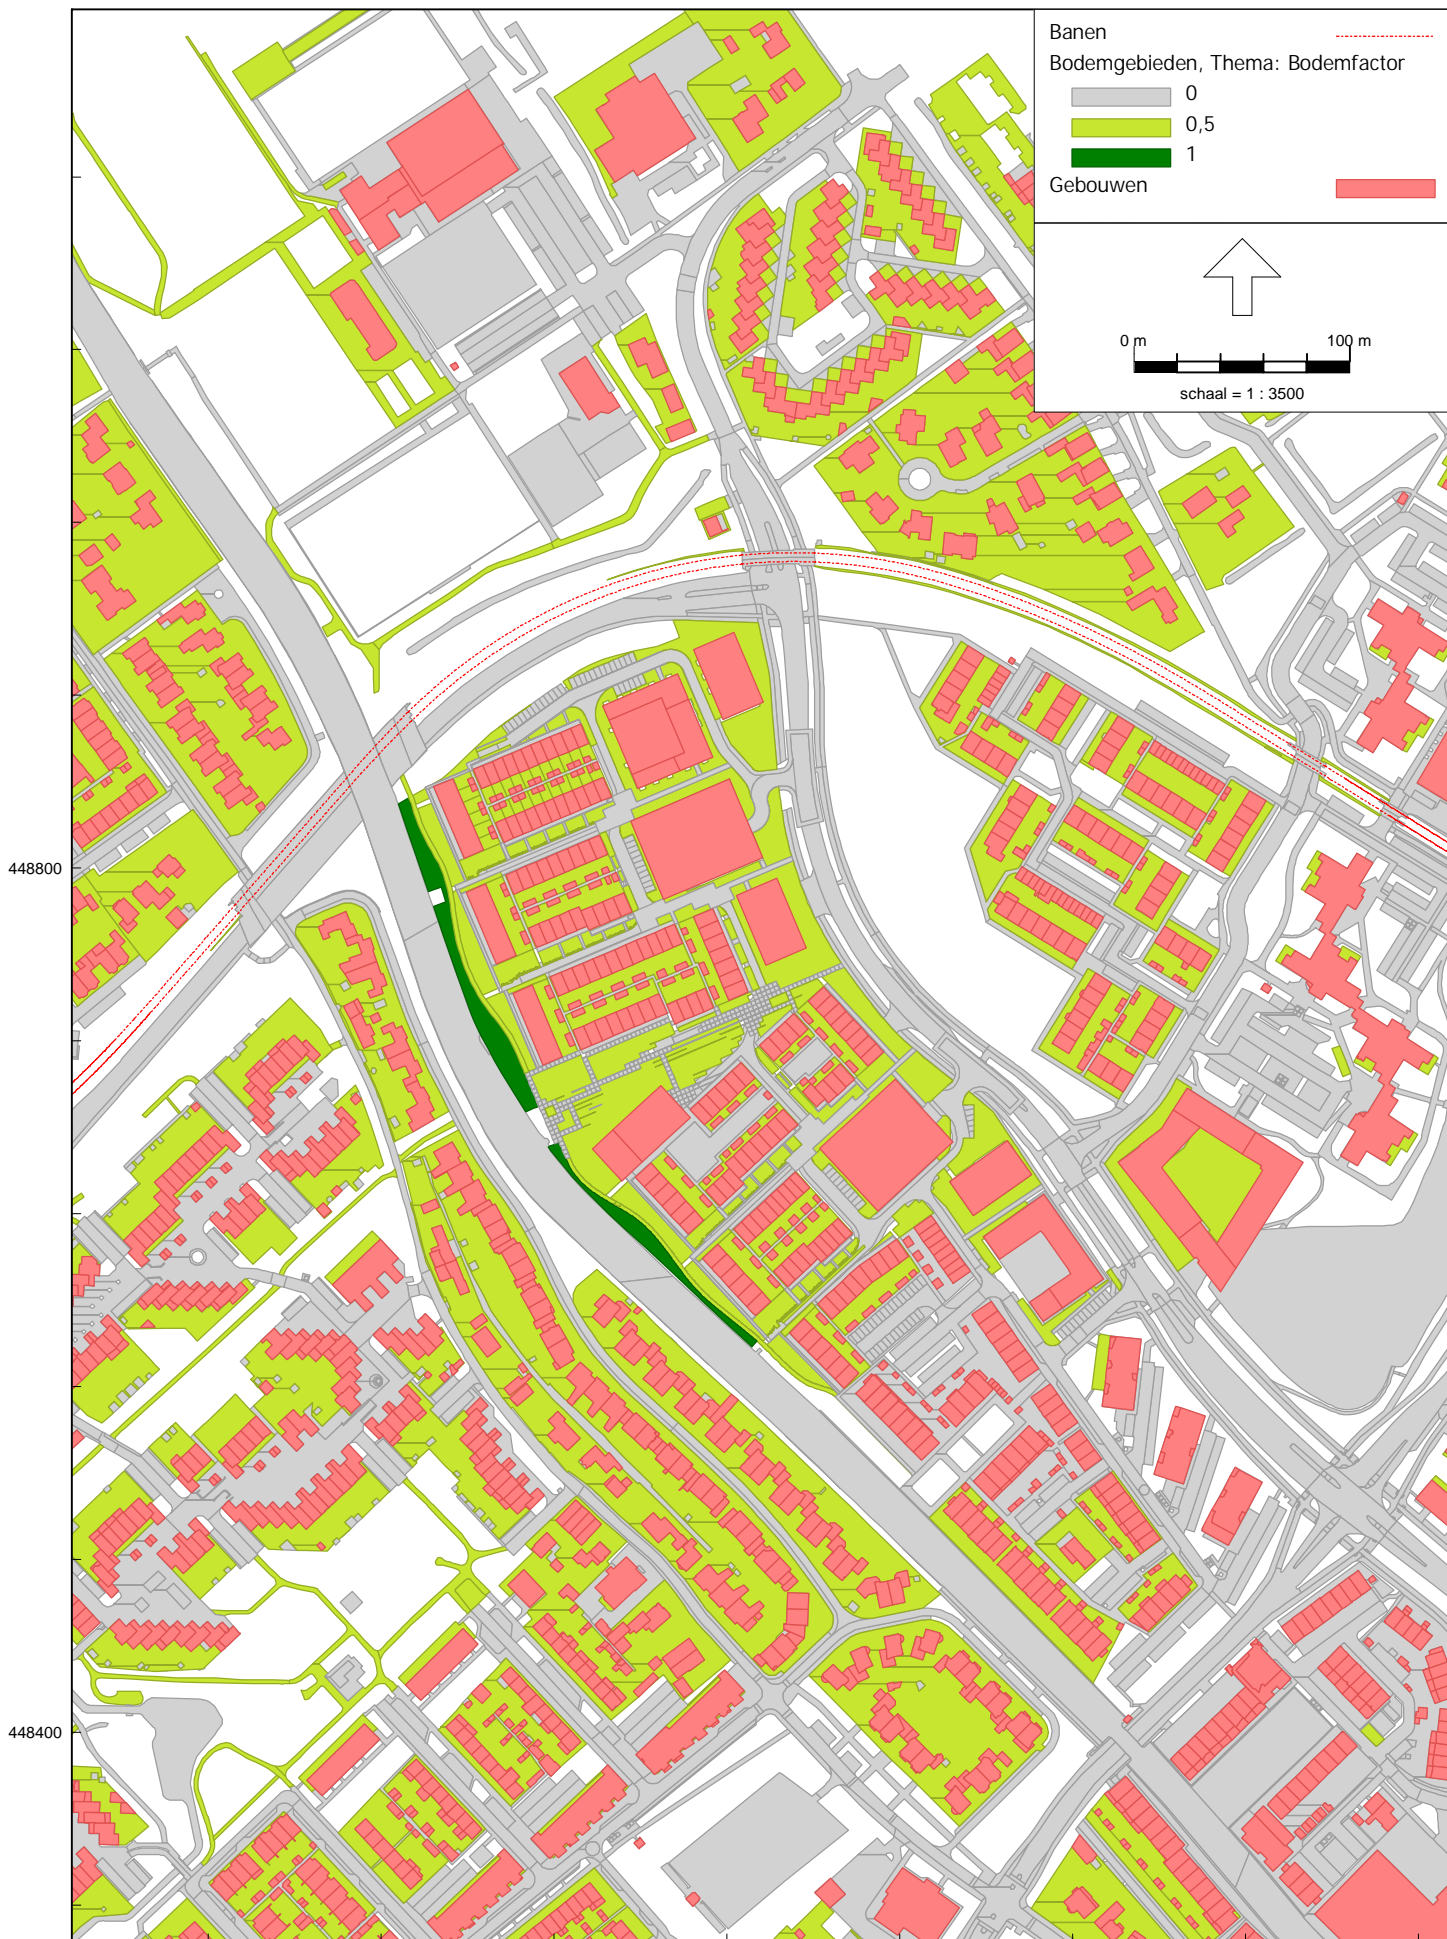 Banen
Bodemgebieden, Thema: Bodemfactor
0
0,5
1
Gebouwen
0 m 100 m
schaal = 1 : 3500
448800
448400